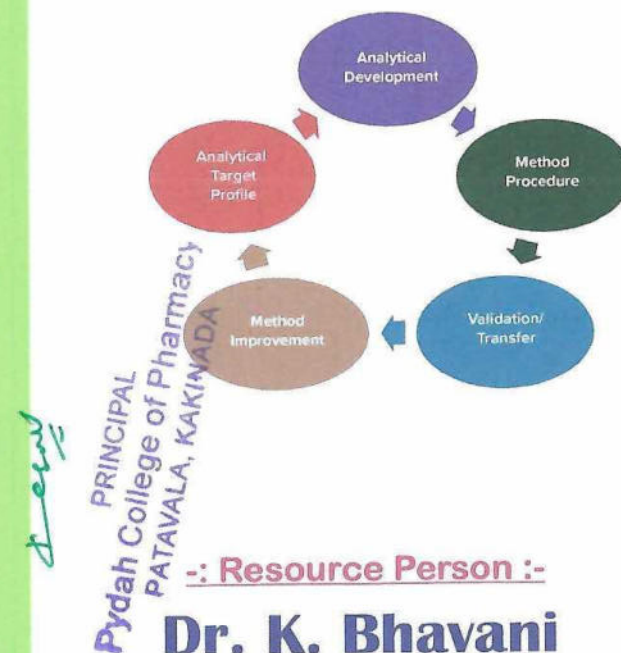 Analytical
Development
Analytical
Target
Profile
Method
Procedure
Method
Improvement
Validation/
Transfer
PRINCIPAL
Pydah College of Pharmacy
PATAVALA, KAKINADA
-: Resource Person :-
Dr. K. Bhavani